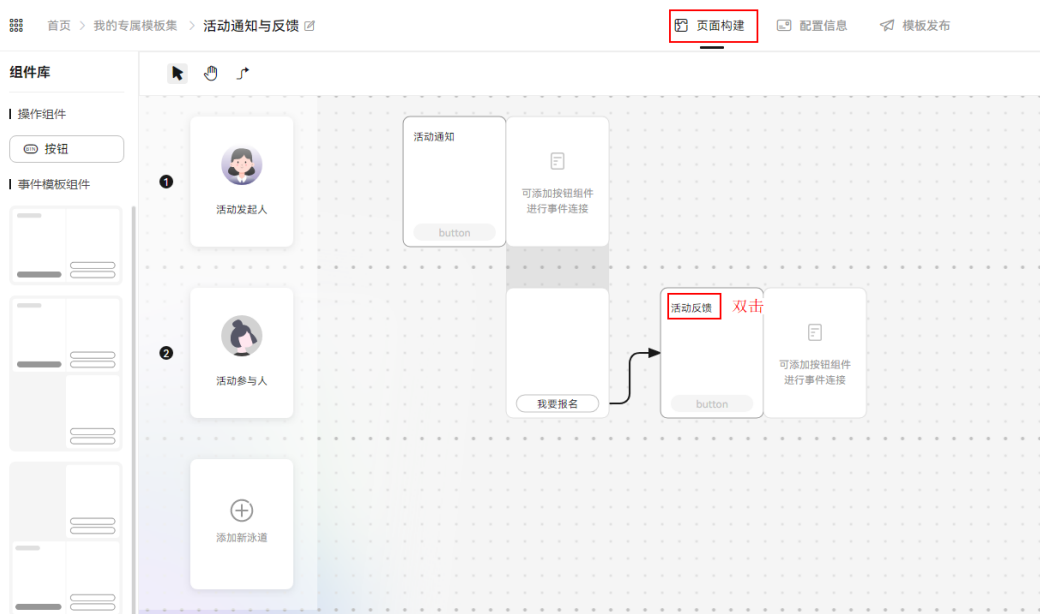 首页 > 我的专属模板集 > 活动通知与反馈
页面构建
配置信息
模板发布
组件库
操作组件
BTN 按钮
事件模板组件
1
活动发起人
活动通知
button
可添加按钮组件
进行事件连接
2
活动参与人
我要报名
活动反馈
双击
button
可添加按钮组件
进行事件连接
添加新泳道